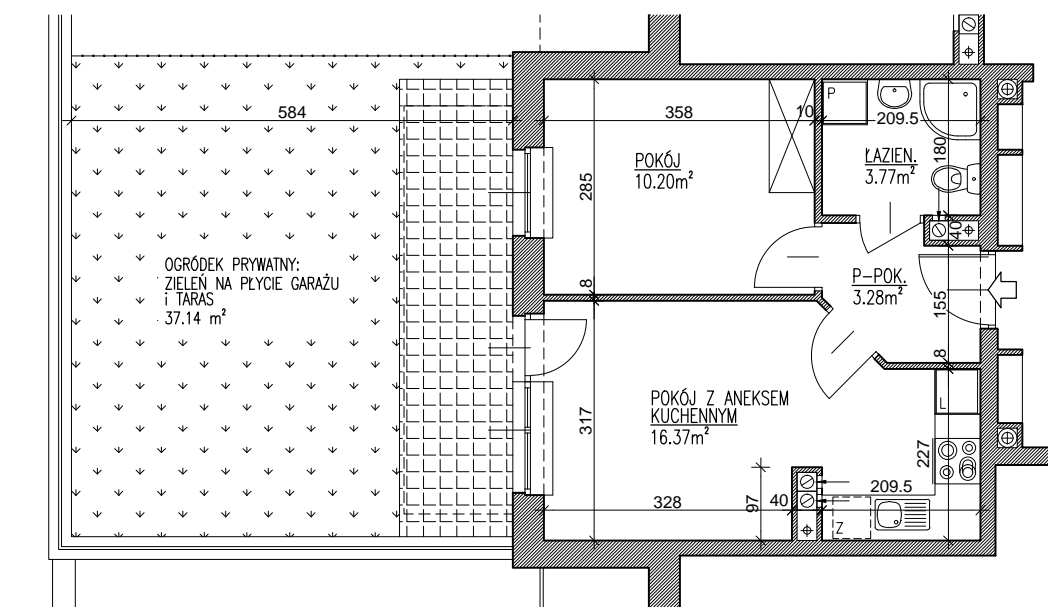 584
358
10
P
209.5
180
ŁAZIEN.
3.77m²
POKÓJ
10.20m²
285
40
OGRÓDEK PRYWATNY:
ZIELEŃ NA PŁYCIE GARAŻU
i TARAS
37.14 m²
P-POK.
3.28m²
8
155
8
POKÓJ Z ANEKSEM
KUCHENNYM
16.37m²
L
317
227
328
97
40
209.5
Z